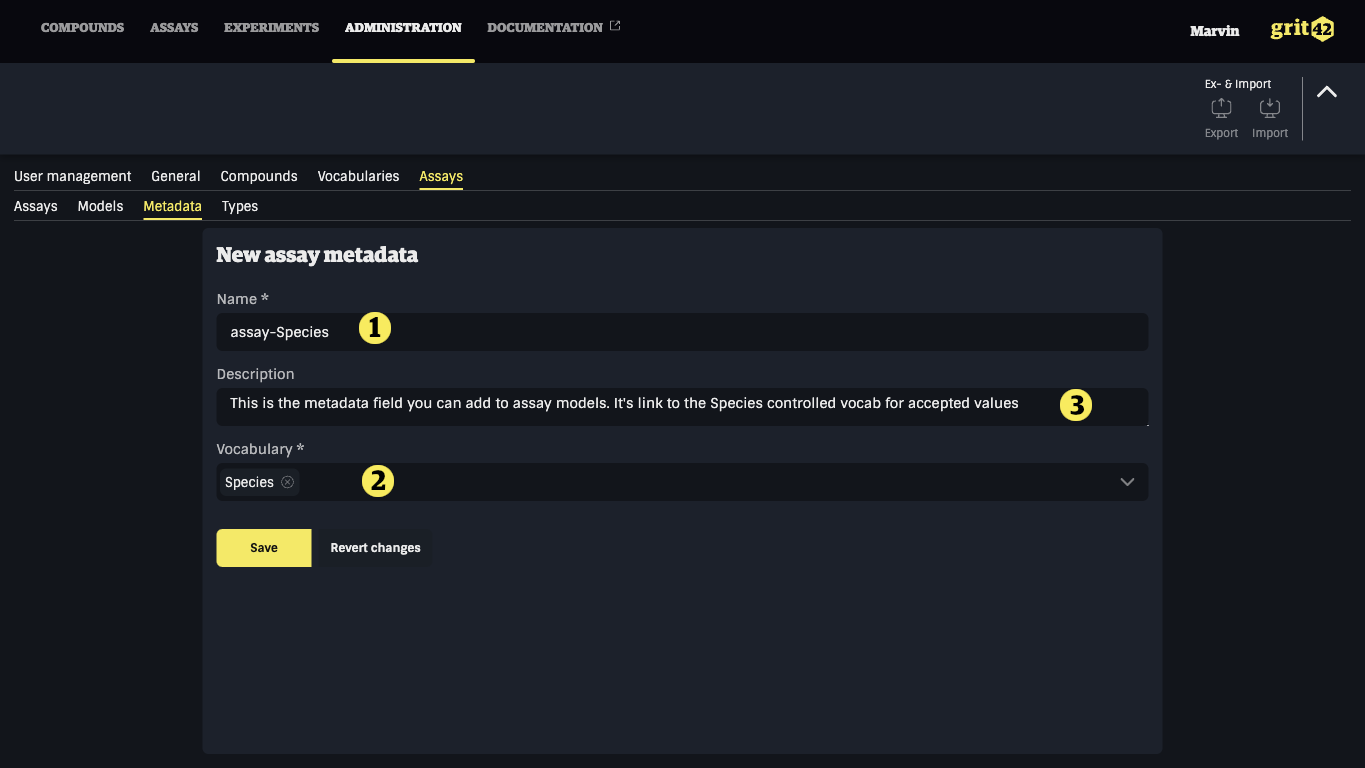 COMPOUNDS ASSAYS EXPERIMENTS ADMINISTRATION DOCUMENTATION Marvin grit42
Ex- & Import
Export Import
User management General Compounds Vocabularies Assays
Assays Models Metadata Types
New assay metadata
Name *
assay-Species 1
Description
This is the metadata field you can add to assay models. It's link to the Species controlled vocab for accepted values 3
Vocabulary *
Species 2
Save Revert changes